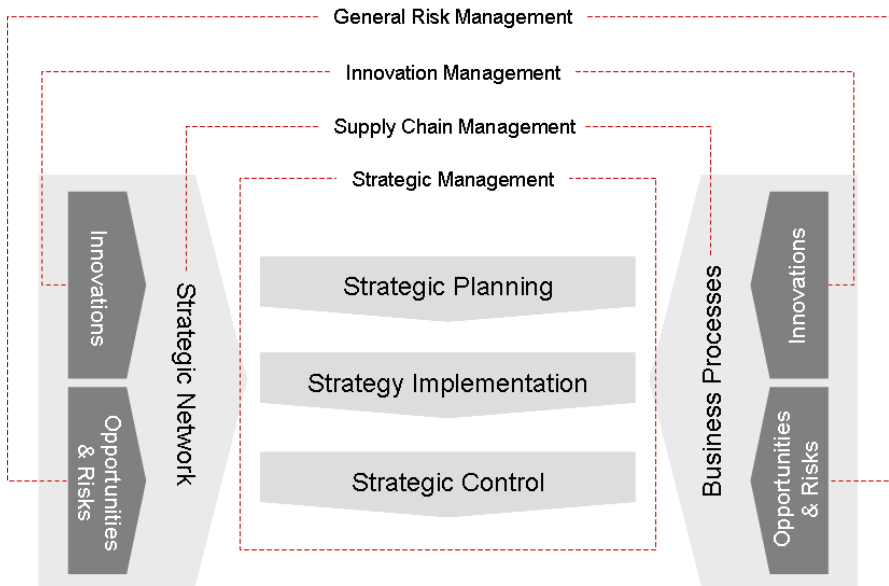 General Risk Management
Innovation Management
Supply Chain Management
Strategic Management
Innovations
Opportunities
& Risks
Strategic Network
Strategic Planning
Strategy Implementation
Strategic Control
Business Processes
Innovations
Opportunities
& Risks